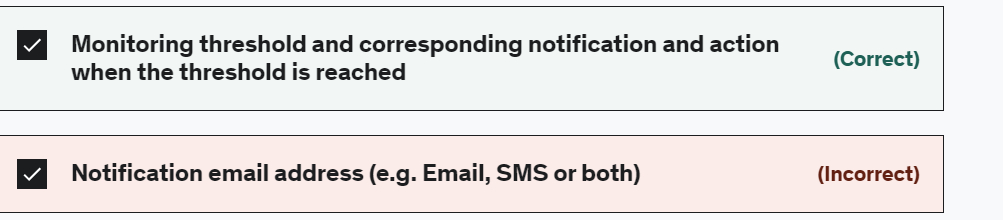 Monitoring threshold and corresponding notification and action
when the threshold is reached
(Correct)
Notification email address (e.g. Email, SMS or both)
(Incorrect)